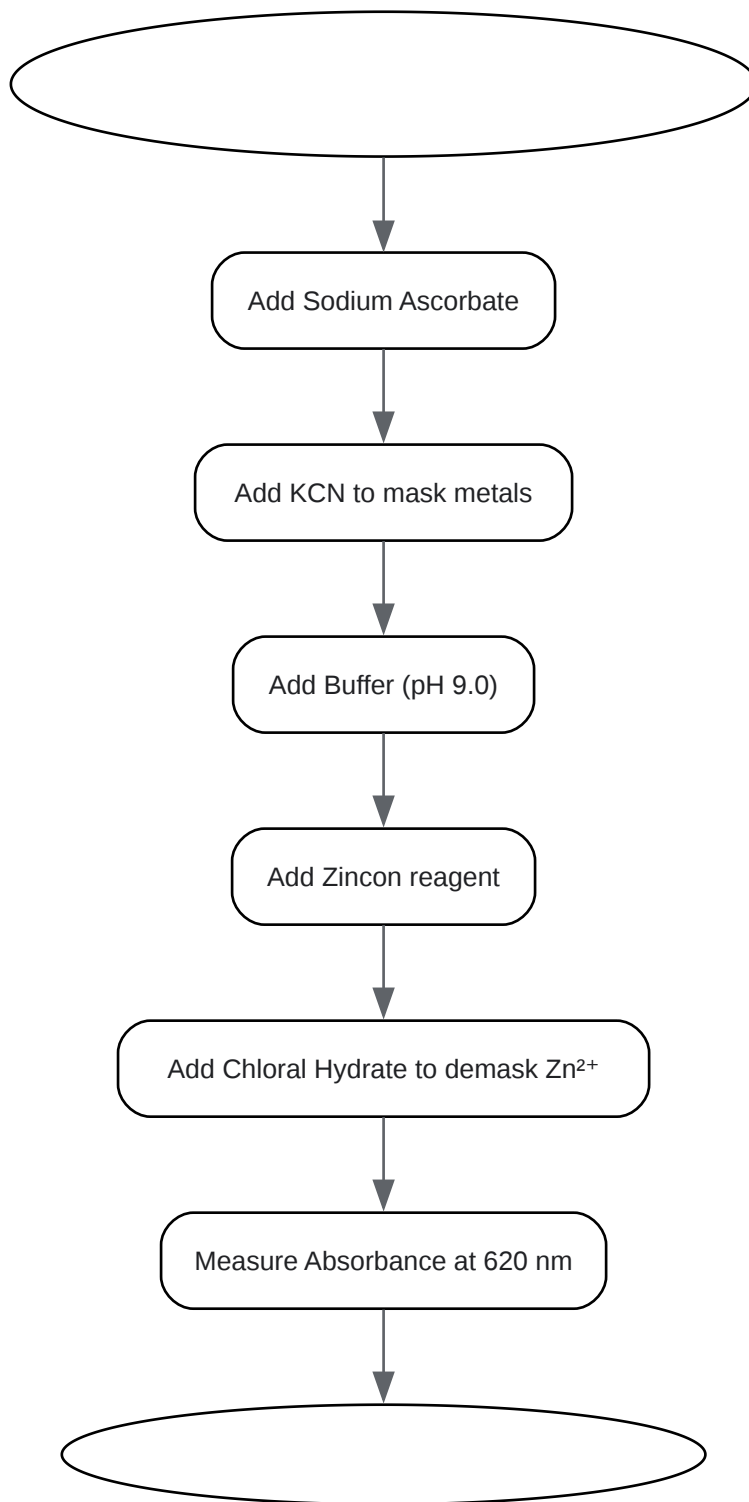 Add Sodium Ascorbate
Add KCN to mask metals
Add Buffer (pH 9.0)
Add Zincon reagent
Add Chloral Hydrate to demask Zn²⁺
Measure Absorbance at 620 nm